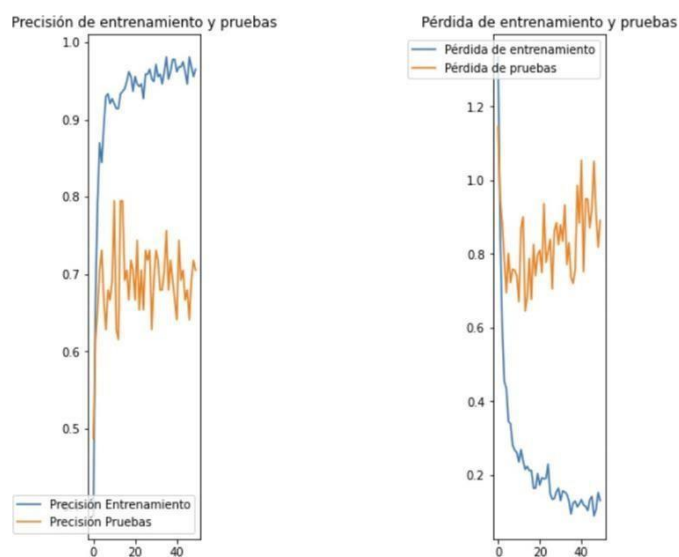 Precisión de entrenamiento y pruebas
1.0
0.9
0.8
0.7
0.6
0.5
Precisión Entrenamiento
Precisión Pruebas
0 20 40
Pérdida de entrenamiento y pruebas
Pérdida de entrenamiento
Pérdida de pruebas
1.2
1.0
0.8
0.6
0.4
0.2
0 20 40